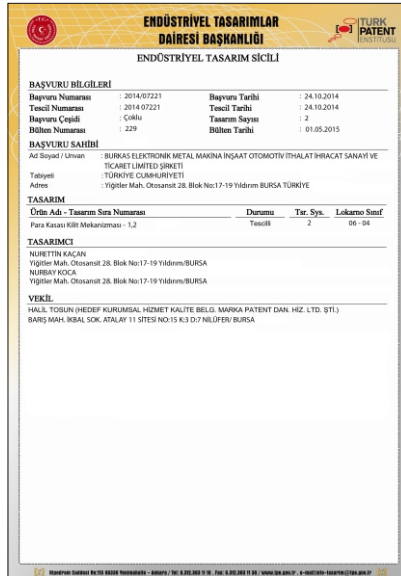 ENDÜSTRİYEL TASARIMLAR
DAİRESİ BAŞKANLIĞI
TURK
PATENT
ENSTITUSU
ENDÜSTRİYEL TASARIM SİCİLİ
BAŞVURU BİLGİLERİ
Başvuru Numarası : 2014/07221 Başvuru Tarihi : 24.10.2014
Tescil Numarası : 2014 07221 Tescil Tarihi : 24.10.2014
Başvuru Çeşidi : Çoklu Tasarım Sayısı : 2
Bülten Numarası : 229 Bülten Tarihi : 01.05.2015
BAŞVURU SAHİBİ
Ad Soyad / Unvan : BURKAS ELEKTRONİK METAL MAKİNA İNŞAAT OTOMOTİV İTHALAT İHRACAT SANAYİ VE
TİCARET LİMİTED ŞİRKETİ
Tabiyeti : TÜRKİYE CUMHURİYETİ
Adres : Yiğitler Mah. Otosansit 28. Blok No:17-19 Yıldırım BURSA TÜRKİYE
TASARIM
Ürün Adı - Tasarım Sıra Numarası Durumu Tsr. Sys. Lokarno Sınıf
Para Kasası Kilit Mekanizması - 1,2 Tescilli 2 06 - 04
TASARIMCI
NURETTİN KAÇAN
Yiğitler Mah. Otosansit 28. Blok No:17-19 Yıldırım/BURSA
NURBAY KOCA
Yiğitler Mah. Otosansit 28. Blok No:17-19 Yıldırım/BURSA
VEKİL
HALİL TOSUN (HEDEF KURUMSAL HİZMET KALİTE BELG. MARKA PATENT DAN. HİZ. LTD. ŞTİ.)
BARIŞ MAH. İKBAL SOK. ATALAY 11 SİTESİ NO:15 K:3 D:7 NİLÜFER/ BURSA